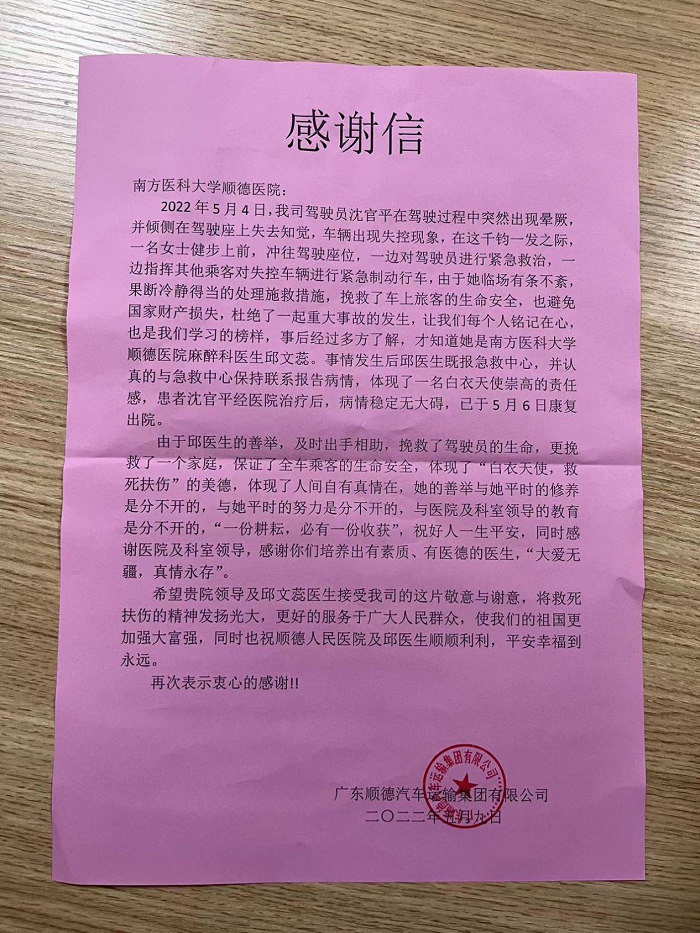 感谢信
南方医科大学顺德医院：
2022 年 5 月 4 日，我司驾驶员沈官平在驾驶过程中突然出现晕厥，
并倾侧在驾驶座上失去知觉，车辆出现失控现象，在这千钧一发之际，
一名女士健步上前，冲往驾驶座位，一边对驾驶员进行紧急救治，一
边指挥其他乘客对失控车辆进行紧急制动行车，由于她临场有条不紊，
果断冷静得当的处理施救措施，挽救了车上旅客的生命安全，也避免
国家财产损失，杜绝了一起重大事故的发生，让我们每个人铭记在心，
也是我们学习的榜样，事后经过多方了解，才知道她是南方医科大学
顺德医院麻醉科医生邱文蕊。事情发生后邱医生既报急救中心，并认
真的与急救中心保持联系报告病情，体现了一名白衣天使崇高的责任
感，患者沈官平经医院治疗后，病情稳定无大碍，已于 5 月 6 日康复
出院。
由于邱医生的善举，及时出手相助，挽救了驾驶员的生命，更挽
救了一个家庭，保证了全车乘客的生命安全，体现了“白衣天使，救
死扶伤”的美德，体现了人间自有真情在，她的善举与她平时的修养
是分不开的，与她平时的努力是分不开的，与医院及科室领导的教育
是分不开的，“一份耕耘，必有一份收获”，祝好人一生平安，同时感
谢医院及科室领导，感谢你们培养出有素质、有医德的医生，“大爱无
疆，真情永存”。
希望贵院领导及邱文蕊医生接受我司的这片敬意与谢意，将救死
扶伤的精神发扬光大，更好的服务于广大人民群众，使我们的祖国更
加强大富强，同时也祝顺德人民医院及邱医生顺顺利利，平安幸福到
永远。
再次表示衷心的感谢!!
广东顺德汽车运输集团有限公司
二〇二二年五月九日
广东顺德汽车运输集团有限公司